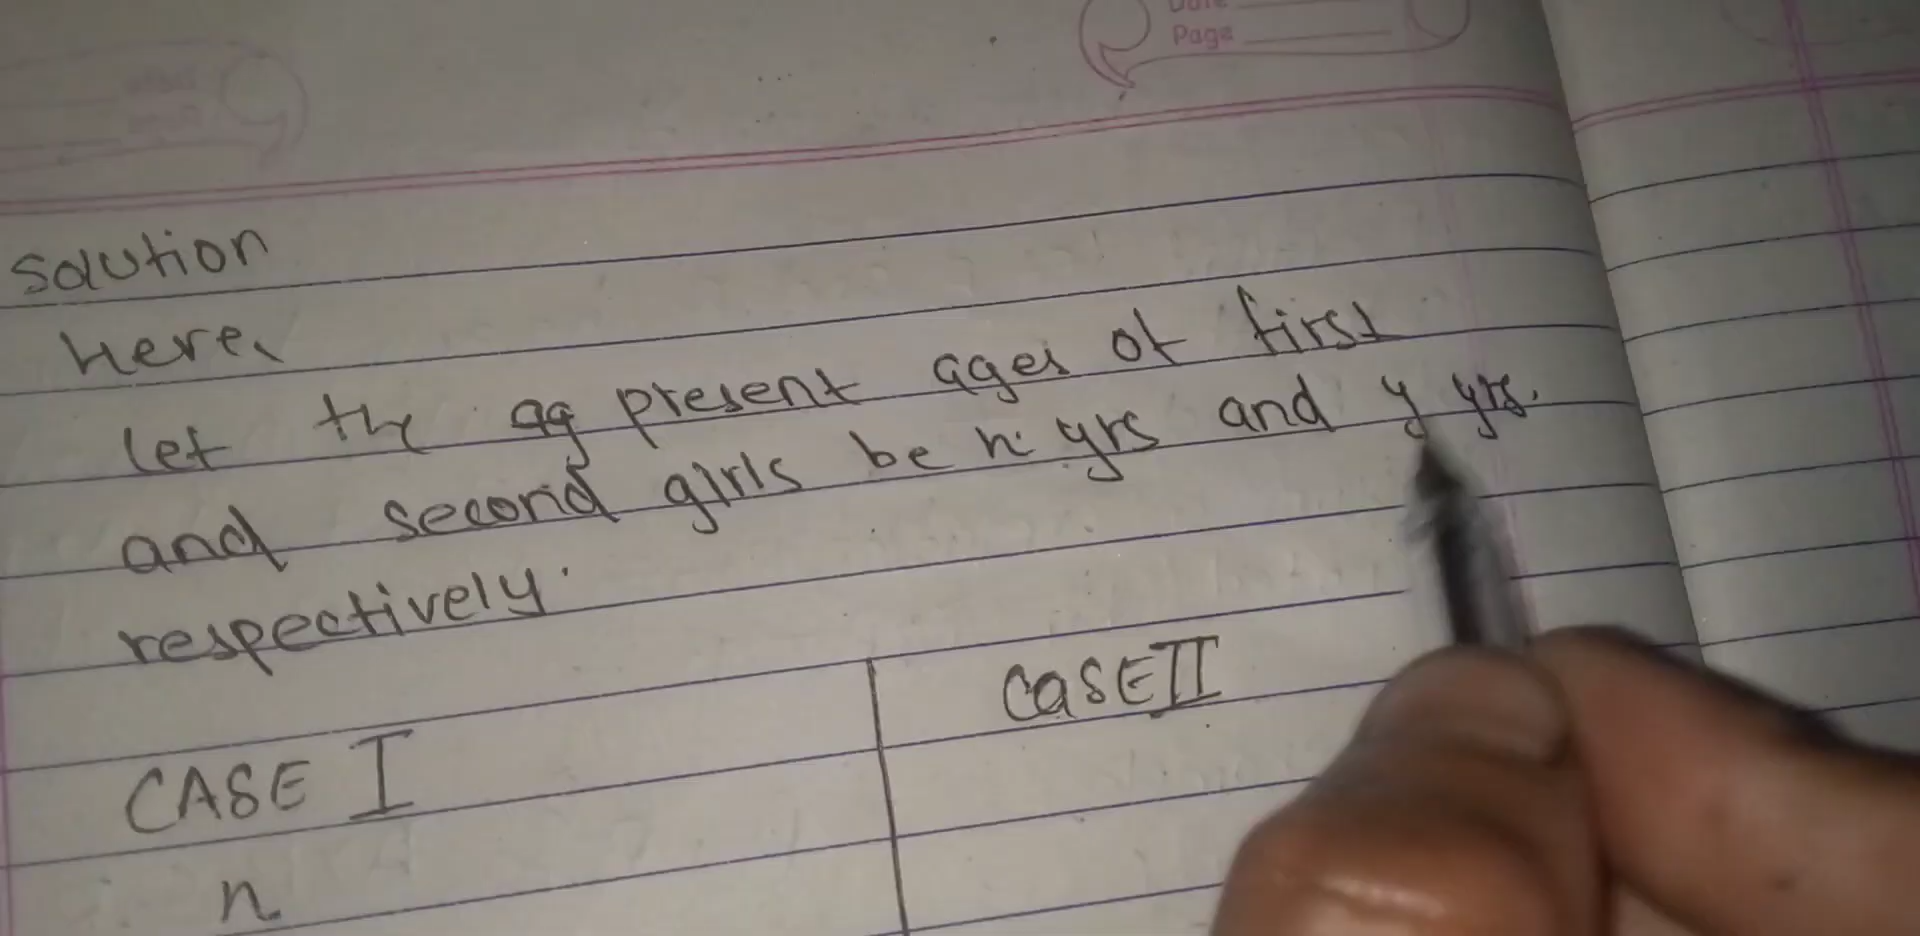 Date
Page
Solution
here,
let the ag present ages of first
and second girls be x yrs and y yrs.
respectively.
CASE I
CASE II
x